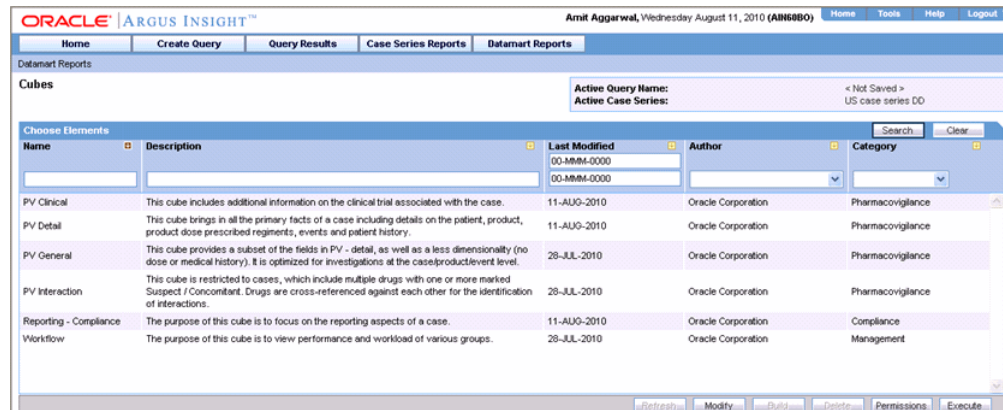 ORACLE® ARGUS INSIGHT™ Amit Aggarwal, Wednesday August 11, 2010 (AIN60BO) Home Tools Help Logout
Home Create Query Query Results Case Series Reports Datamart Reports
Datamart Reports
Cubes
Active Query Name: < Not Saved >
Active Case Series: US case series DD
Choose Elements Search Clear
Name Description Last Modified Author Category
00-MMM-0000
00-MMM-0000
PV Clinical This cube includes additional information on the clinical trial associated with the case. 11-AUG-2010 Oracle Corporation Pharmacovigilance
PV Detail This cube brings in all the primary facts of a case including details on the patient, product, 11-AUG-2010 Oracle Corporation Pharmacovigilance
product dose prescribed regiments, events and patient history.
PV General This cube provides a subset of the fields in PV - detail, as well as a less dimensionality (no 28-JUL-2010 Oracle Corporation Pharmacovigilance
dose or medical history). It is optimized for investigations at the case/product/event level.
This cube is restricted to cases, which include multiple drugs with one or more marked
PV Interaction Suspect / Concomitant. Drugs are cross-referenced against each other for the identification 28-JUL-2010 Oracle Corporation Pharmacovigilance
of interactions.
Reporting - Compliance The purpose of this cube is to focus on the reporting aspects of a case. 11-AUG-2010 Oracle Corporation Compliance
Workflow The purpose of this cube is to view performance and workload of various groups. 28-JUL-2010 Oracle Corporation Management
Refresh Modify Build Delete Permissions Execute